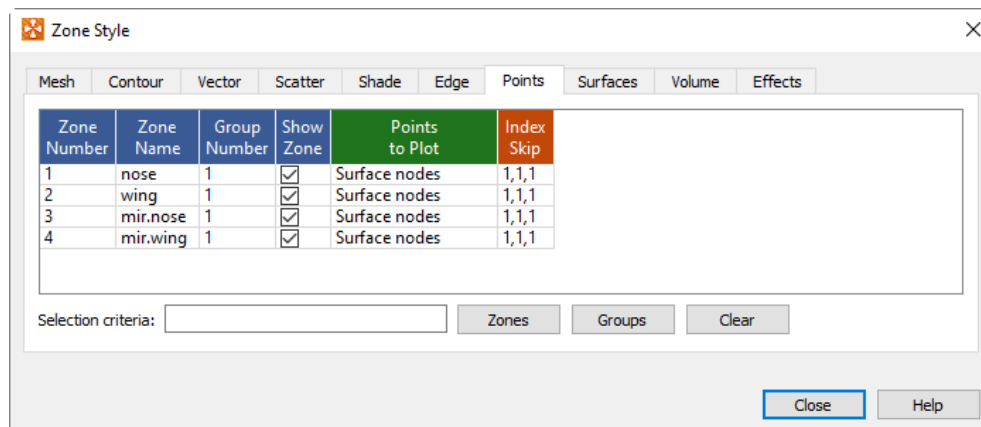 Zone Style
Mesh Contour Vector Scatter Shade Edge Points Surfaces Volume Effects
Zone Number Zone Name Group Number Show Zone Points to Plot Index Skip
1 nose 1 Surface nodes 1,1,1
2 wing 1 Surface nodes 1,1,1
3 mir.nose 1 Surface nodes 1,1,1
4 mir.wing 1 Surface nodes 1,1,1
Selection criteria: Zones Groups Clear
Close Help